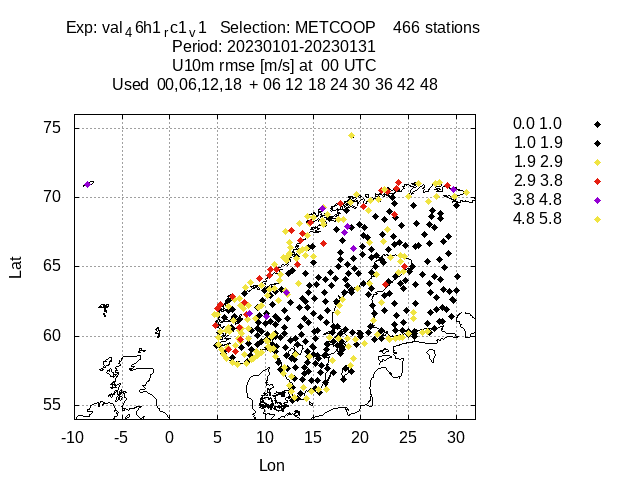 Exp: val4 6h1rc1v1 Selection: METCOOP 466 stations
Period: 20230101-20230131
U10m rmse [m/s] at 00 UTC
Used 00,06,12,18 + 06 12 18 24 30 36 42 48
0.0 1.0
1.0 1.9
1.9 2.9
2.9 3.8
3.8 4.8
4.8 5.8
75
70
65
60
55
Lat
-10 -5 0 5 10 15 20 25 30
Lon